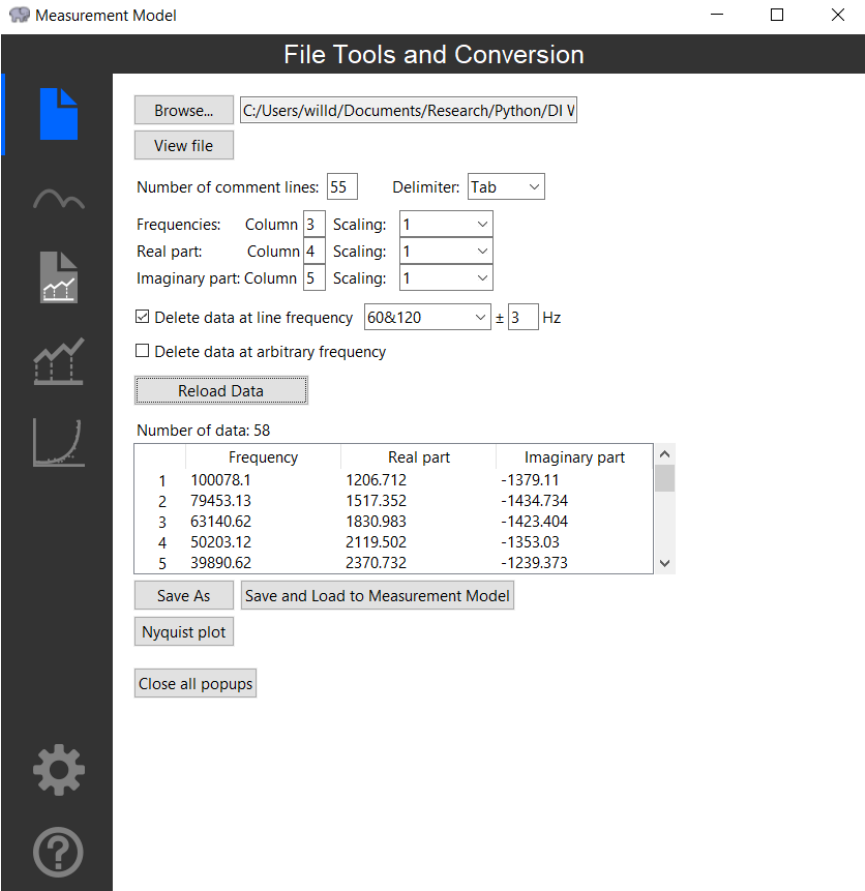 Measurement Model
File Tools and Conversion
Browse... C:/Users/willd/Documents/Research/Python/DI
View file
Number of comment lines: 55 Delimiter: Tab
Frequencies: Column 3 Scaling: 1
Real part: Column 4 Scaling: 1
Imaginary part: Column 5 Scaling: 1
Delete data at line frequency 60&120 ± 3 Hz
Delete data at arbitrary frequency
Reload Data
Number of data: 58
Frequency Real part Imaginary part
1 100078.1 1206.712 -1379.11
2 79453.13 1517.352 -1434.734
3 63140.62 1830.983 -1423.404
4 50203.12 2119.502 -1353.03
5 39890.62 2370.732 -1239.373
Save As Save and Load to Measurement Model
Nyquist plot
Close all popups
?